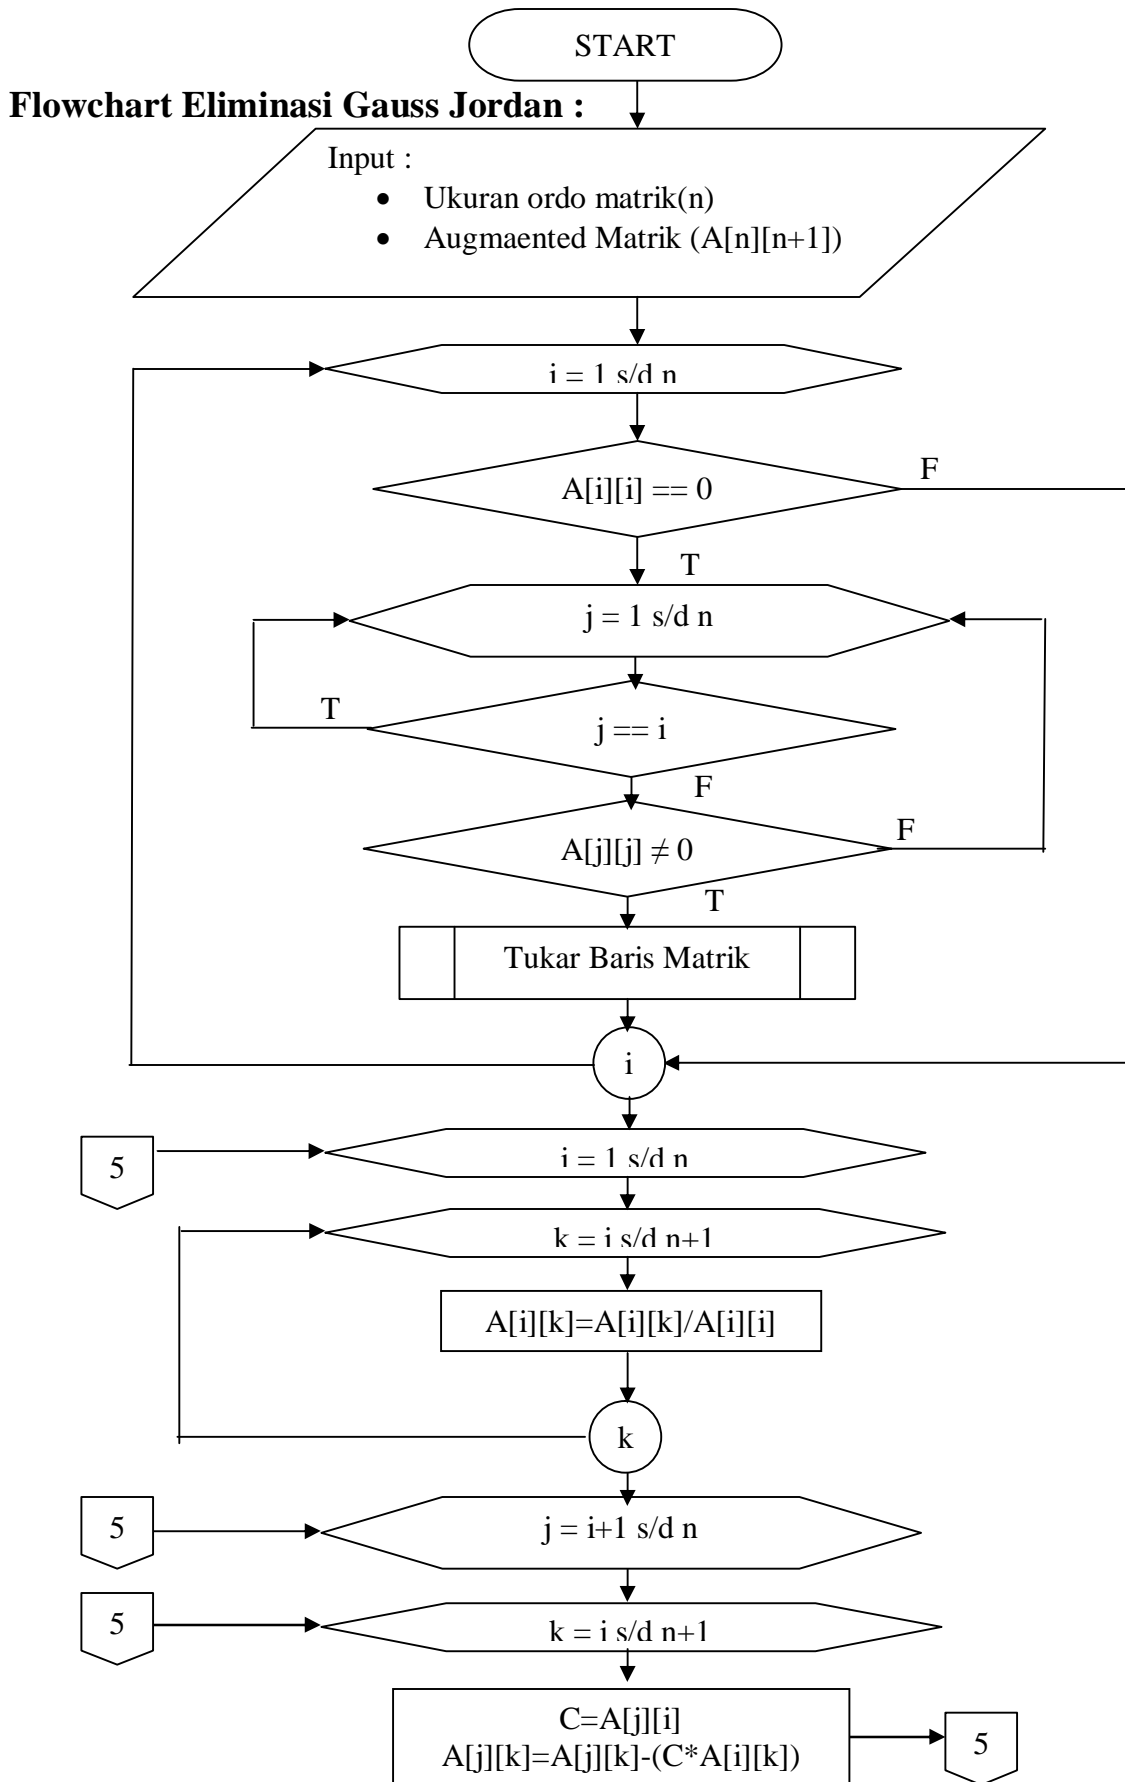 START
Flowchart Eliminasi Gauss Jordan :
Input :
• Ukuran ordo matrik(n)
• Augmaented Matrik (A[n][n+1])
i = 1 s/d n
A[i][i] == 0
F
T
j = 1 s/d n
T
j == i
F
A[j][j] ≠ 0
F
T
Tukar Baris Matrik
i
5
i = 1 s/d n
k = i s/d n+1
A[i][k]=A[i][k]/A[i][i]
k
5
j = i+1 s/d n
5
k = i s/d n+1
C=A[j][i]
A[j][k]=A[j][k]-(C*A[i][k])
5